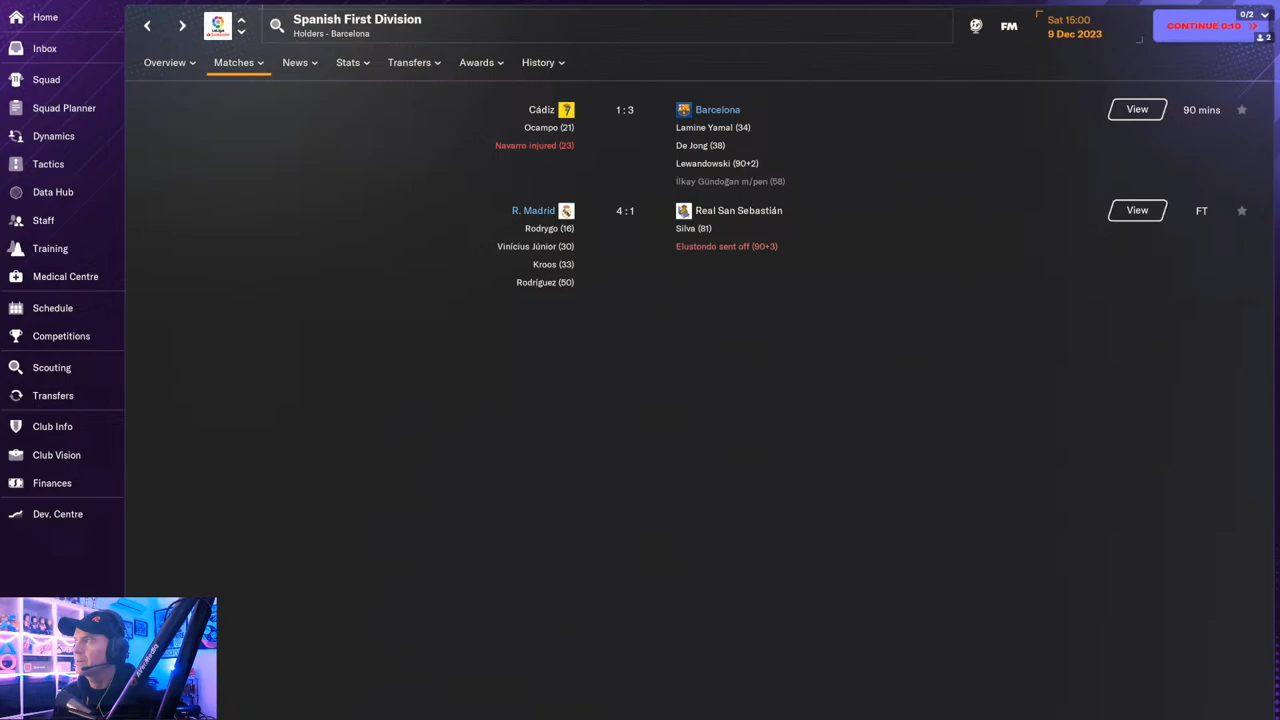 Home
Inbox
Squad
Squad Planner
Dynamics
Tactics
Data Hub
Staff
Training
Medical Centre
Schedule
Competitions
Scouting
Transfers
Club Info
Club Vision
Finances
Dev. Centre
Spanish First Division
Holders - Barcelona
FM
Sat 15:00
9 Dec 2023
CONTINUE 0:10
0/2
2
Overview
Matches
News
Stats
Transfers
Awards
History
Cádiz 1 : 3 Barcelona View 90 mins
Ocampo (21) Lamine Yamal (34)
Navarro injured (23) De Jong (38)
Lewandowski (90+2)
İlkay Gündoğan m/pen (58)
R. Madrid 4 : 1 Real San Sebastián View FT
Rodrygo (16) Silva (81)
Vinícius Júnior (30) Elustondo sent off (90+3)
Kroos (33)
Rodríguez (50)
AVerMedia